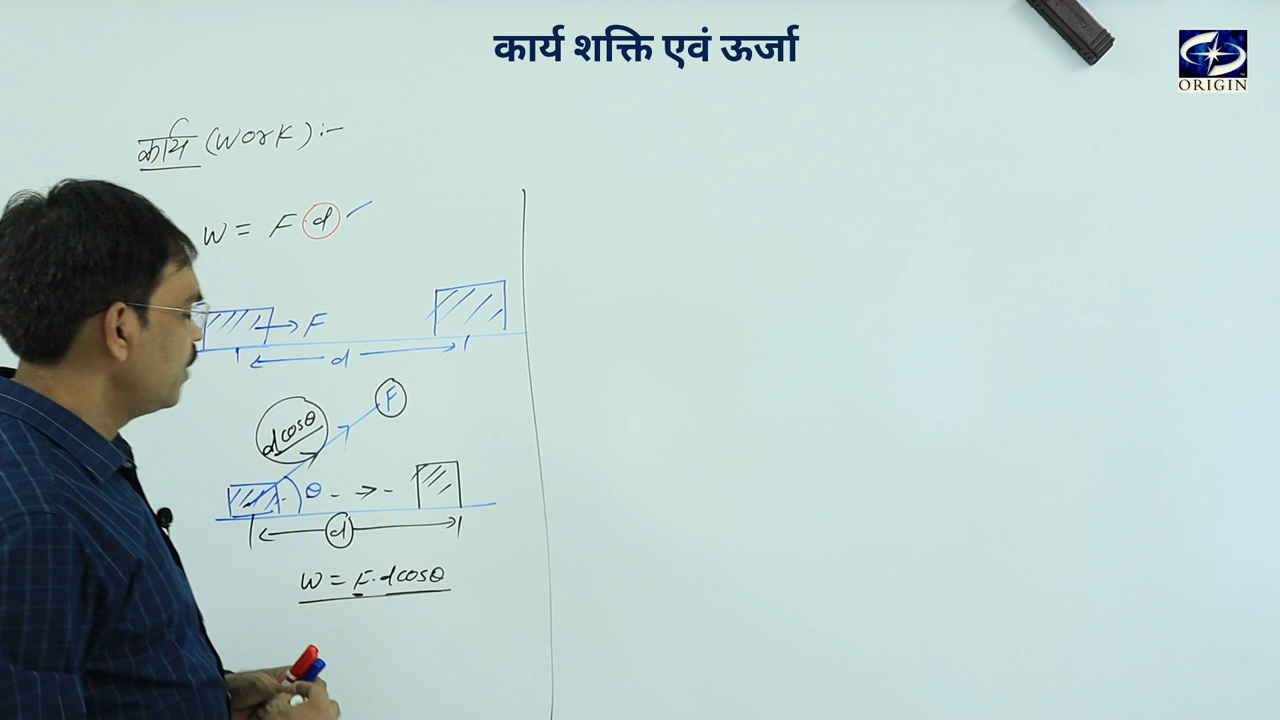 कार्य शक्ति एवं ऊर्जा
ORIGIN
कार्य (WORK) :-
W = F.d
F
d
F
dcosθ
θ
d
W = F.dcosθ